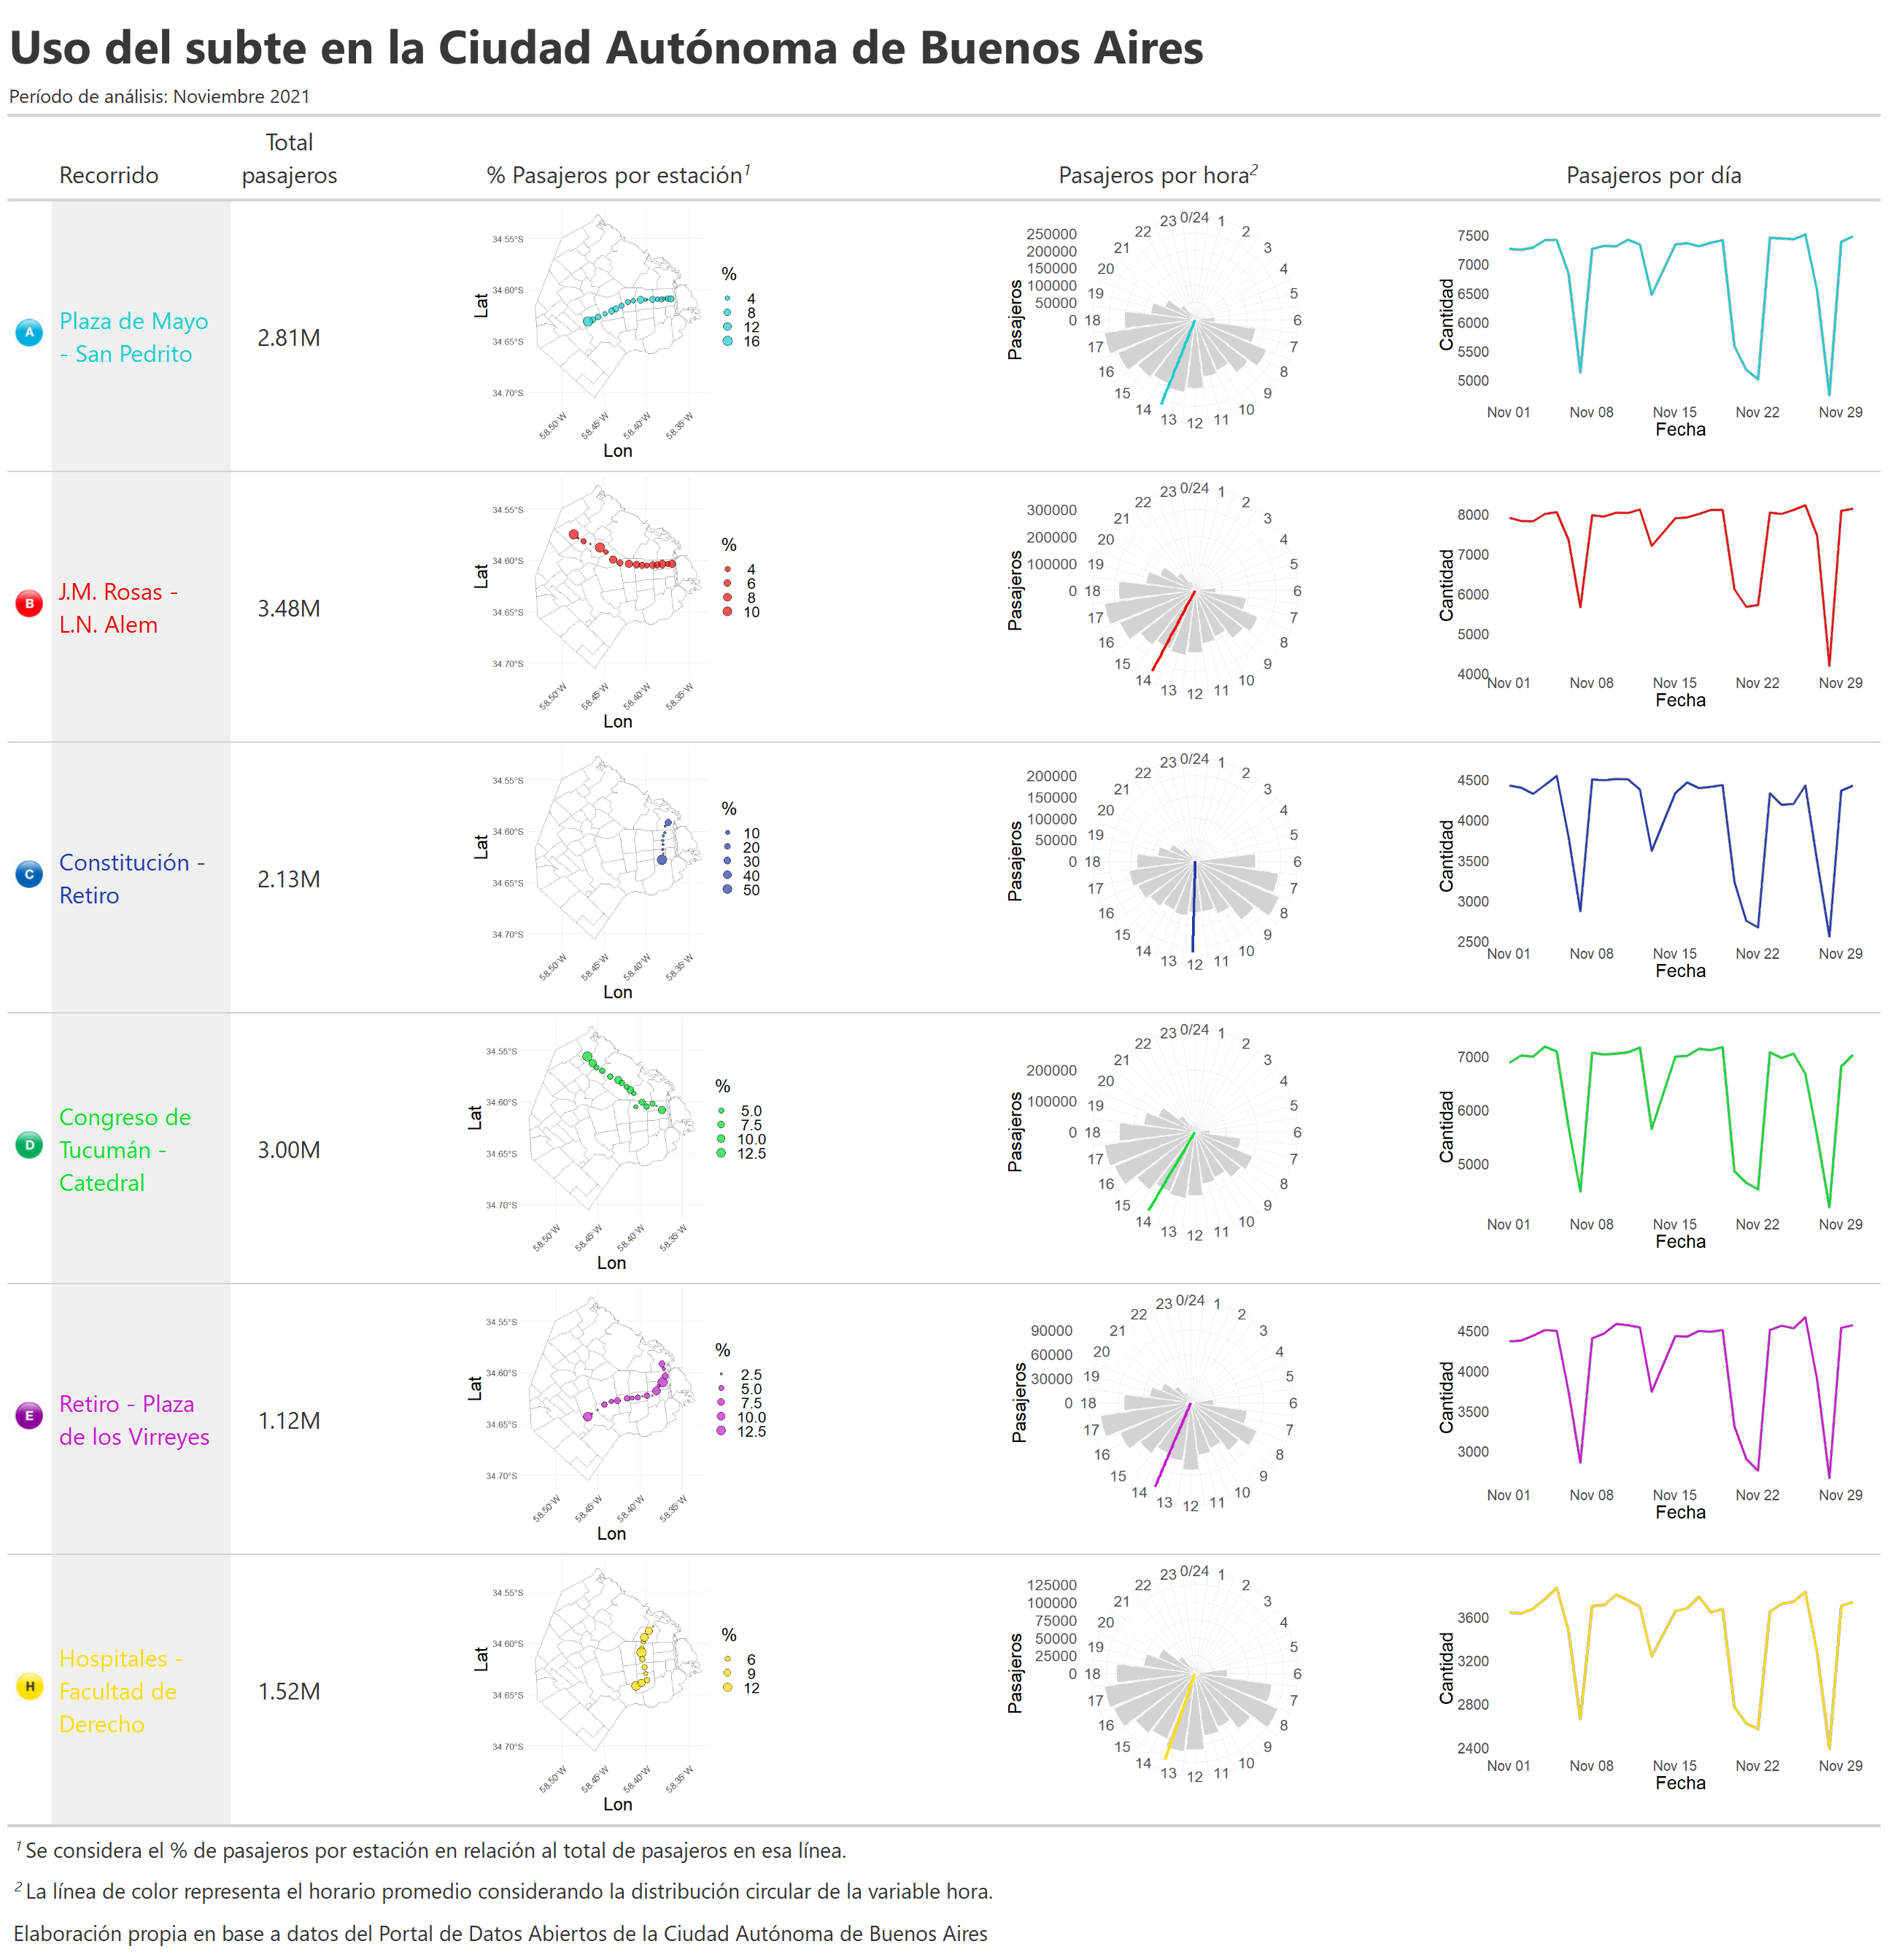 Uso del subte en la Ciudad Autónoma de Buenos Aires
Período de análisis: Noviembre 2021
Recorrido
Total
pasajeros
% Pasajeros por estación¹
Pasajeros por hora²
Pasajeros por día
A
Plaza de Mayo
- San Pedrito
2.81M
34.55°S
34.60°S
34.65°S
34.70°S
Lat
58.50°W
58.45°W
58.40°W
58.35°W
Lon
%
4
8
12
16
Pasajeros
250000
200000
150000
100000
50000
0
0/24
1
2
3
4
5
6
7
8
9
10
11
12
13
14
15
16
17
18
19
20
21
22
23
Cantidad
7500
7000
6500
6000
5500
5000
Nov 01
Nov 08
Nov 15
Nov 22
Nov 29
Fecha
B
J.M. Rosas -
L.N. Alem
3.48M
34.55°S
34.60°S
34.65°S
34.70°S
Lat
58.50°W
58.45°W
58.40°W
58.35°W
Lon
%
4
6
8
10
Pasajeros
300000
200000
100000
0
0/24
1
2
3
4
5
6
7
8
9
10
11
12
13
14
15
16
17
18
19
20
21
22
23
Cantidad
8000
7000
6000
5000
4000
Nov 01
Nov 08
Nov 15
Nov 22
Nov 29
Fecha
C
Constitución -
Retiro
2.13M
34.55°S
34.60°S
34.65°S
34.70°S
Lat
58.50°W
58.45°W
58.40°W
58.35°W
Lon
%
10
20
30
40
50
Pasajeros
200000
150000
100000
50000
0
0/24
1
2
3
4
5
6
7
8
9
10
11
12
13
14
15
16
17
18
19
20
21
22
23
Cantidad
4500
4000
3500
3000
2500
Nov 01
Nov 08
Nov 15
Nov 22
Nov 29
Fecha
D
Congreso de
Tucumán -
Catedral
3.00M
34.55°S
34.60°S
34.65°S
34.70°S
Lat
58.50°W
58.45°W
58.40°W
58.35°W
Lon
%
5.0
7.5
10.0
12.5
Pasajeros
200000
100000
0
0/24
1
2
3
4
5
6
7
8
9
10
11
12
13
14
15
16
17
18
19
20
21
22
23
Cantidad
7000
6000
5000
Nov 01
Nov 08
Nov 15
Nov 22
Nov 29
Fecha
E
Retiro - Plaza
de los Virreyes
1.12M
34.55°S
34.60°S
34.65°S
34.70°S
Lat
58.50°W
58.45°W
58.40°W
58.35°W
Lon
%
2.5
5.0
7.5
10.0
12.5
Pasajeros
90000
60000
30000
0
0/24
1
2
3
4
5
6
7
8
9
10
11
12
13
14
15
16
17
18
19
20
21
22
23
Cantidad
4500
4000
3500
3000
Nov 01
Nov 08
Nov 15
Nov 22
Nov 29
Fecha
H
Hospitales -
Facultad de
Derecho
1.52M
34.55°S
34.60°S
34.65°S
34.70°S
Lat
58.50°W
58.45°W
58.40°W
58.35°W
Lon
%
6
9
12
Pasajeros
125000
100000
75000
50000
25000
0
0/24
1
2
3
4
5
6
7
8
9
10
11
12
13
14
15
16
17
18
19
20
21
22
23
Cantidad
3600
3200
2800
2400
Nov 01
Nov 08
Nov 15
Nov 22
Nov 29
Fecha
¹ Se considera el % de pasajeros por estación en relación al total de pasajeros en esa línea.
² La línea de color representa el horario promedio considerando la distribución circular de la variable hora.
Elaboración propia en base a datos del Portal de Datos Abiertos de la Ciudad Autónoma de Buenos Aires